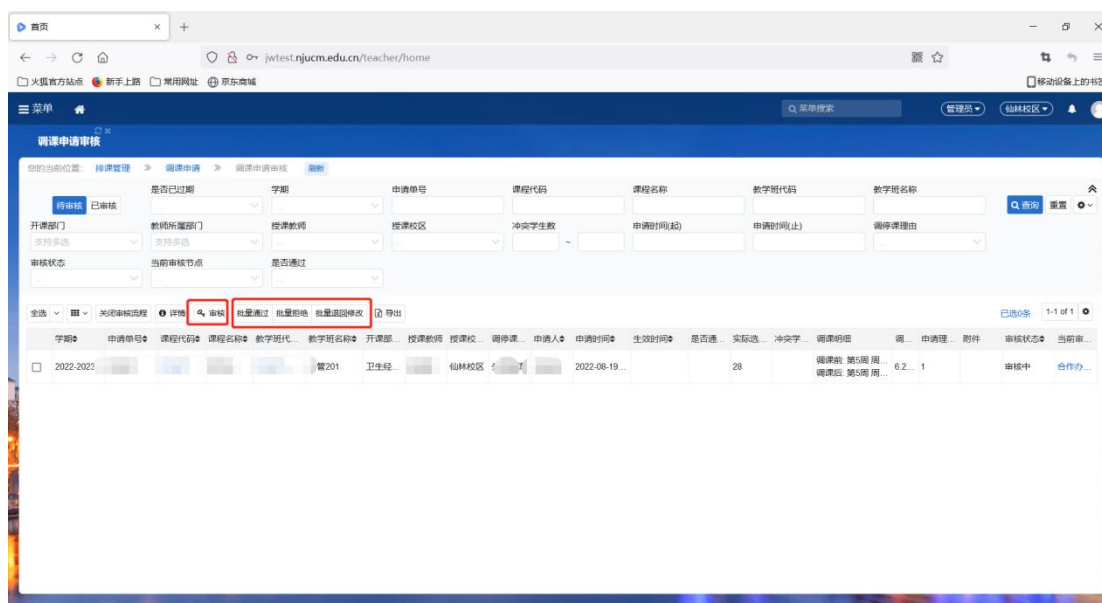 首页
jwtest.njucm.edu.cn/teacher/home
火狐官方站点 新手上路 常用网址 京东商城 移动设备上的书签
菜单 菜单搜索 (管理员 仙林校区
调课申请审核
您的当前位置: 排课管理 » 调课申请 » 调课申请审核 刷新
待审核 已审核 是否已过期 学期 申请单号 课程代码 课程名称 教学班代码 教学班名称 查询 重置
开课部门 教师所属部门 授课教师 授课校区 冲突学生数 申请时间(起) 申请时间(止) 调停课理由
支持多选 支持多选 ... ... ~ ...
审核状态 当前审核节点 是否通过
全选 关闭审核流程 详情 审核 批量通过 批量拒绝 批量退回修改 导出 已选0条 1-1 of 1
学期 申请单号 课程代码 课程名称 教学班代... 教学班名称 开课部... 授课教师 授课校... 调停课... 申请人 申请时间 生效时间 是否通... 实际选... 冲突学... 调课明细 调... 申请理... 附件 审核状态 当前审...
2022-2023 管201 卫生经... 仙林校区 2022-08-19... 28 调课前: 第5周 周... 6.2... 1 审核中 合作办...
调课后: 第5周 周...